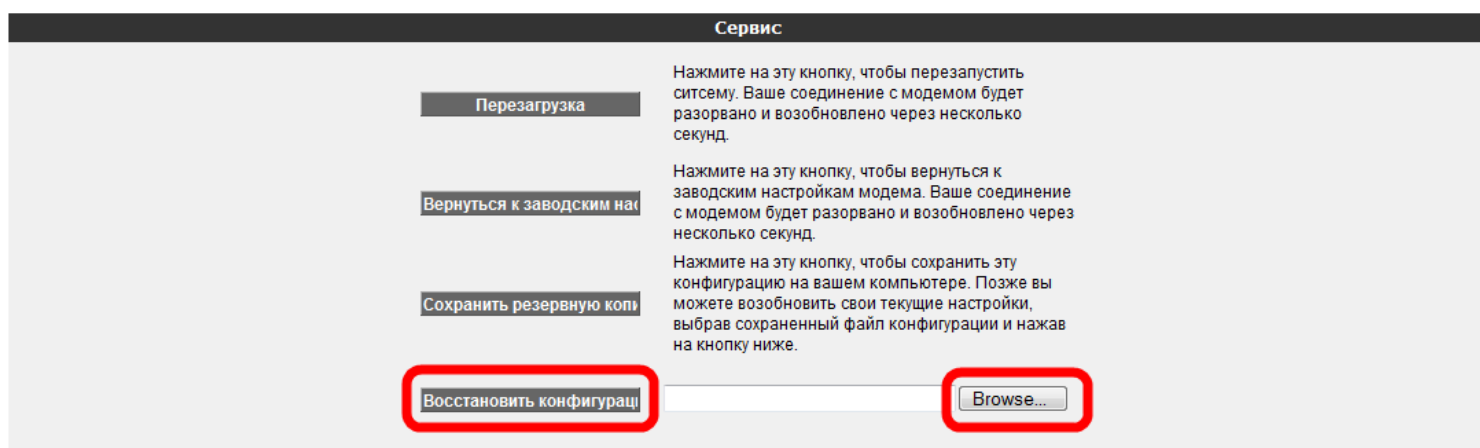 Сервис
Перезагрузка
Нажмите на эту кнопку, чтобы перезапустить
ситсему. Ваше соединение с модемом будет
разорвано и возобновлено через несколько
секунд.
Вернуться к заводским нас
Нажмите на эту кнопку, чтобы вернуться к
заводским настройкам модема. Ваше соединение
с модемом будет разорвано и возобновлено через
несколько секунд.
Сохранить резервную копи
Нажмите на эту кнопку, чтобы сохранить эту
конфигурацию на вашем компьютере. Позже вы
можете возобновить свои текущие настройки,
выбрав сохраненный файл конфигурации и нажав
на кнопку ниже.
Восстановить конфигураци
Browse...